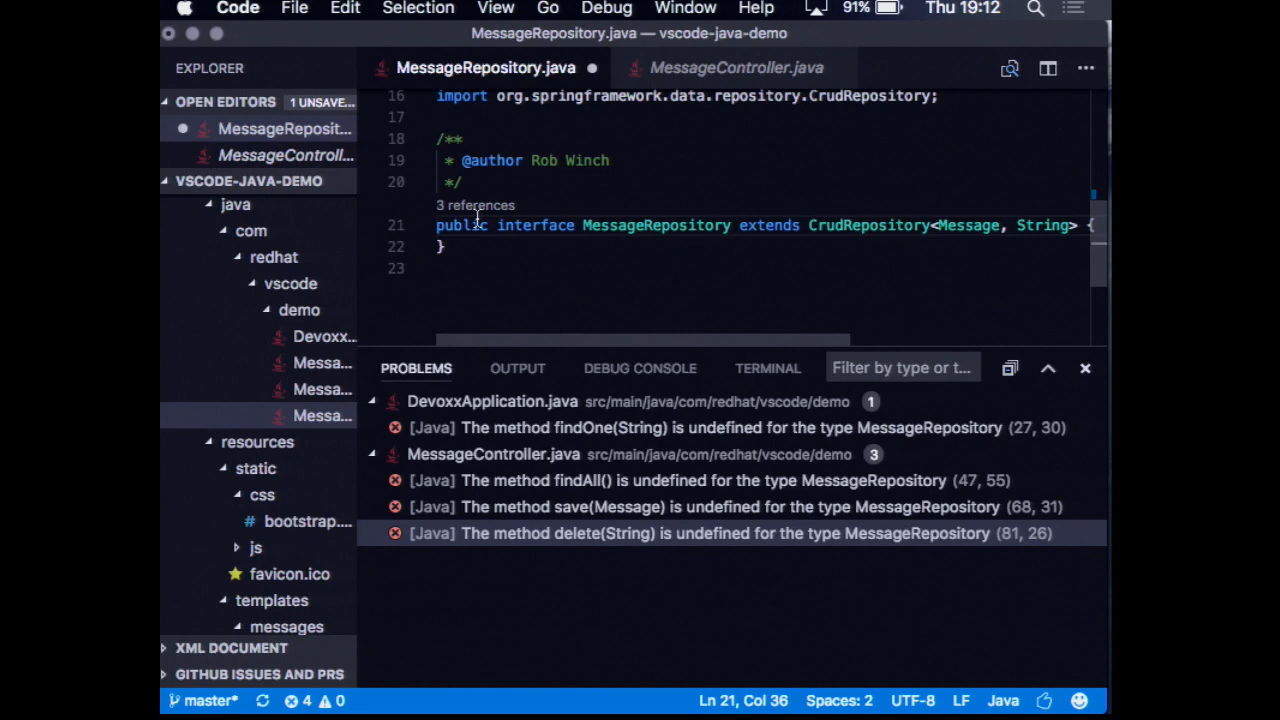 Code File Edit Selection View Go Debug Window Help 91% Thu 19:12
MessageRepository.java — vscode-java-demo
EXPLORER
OPEN EDITORS 1 UNSAVE...
MessageReposit...
MessageControll...
VSCODE-JAVA-DEMO
java
com
redhat
vscode
demo
Devoxx...
Messa...
Messa...
Messa...
resources
static
css
# bootstrap....
js
favicon.ico
templates
messages
XML DOCUMENT
GITHUB ISSUES AND PRS
MessageRepository.java MessageController.java
16 import org.springframework.data.repository.CrudRepository;
17
18 /**
19 * @author Rob Winch
20 */
3 references
21 public interface MessageRepository extends CrudRepository<Message, String> {
22 }
23
PROBLEMS OUTPUT DEBUG CONSOLE TERMINAL Filter by type or t...
DevoxxApplication.java src/main/java/com/redhat/vscode/demo 1
[Java] The method findOne(String) is undefined for the type MessageRepository (27, 30)
MessageController.java src/main/java/com/redhat/vscode/demo 3
[Java] The method findAll() is undefined for the type MessageRepository (47, 55)
[Java] The method save(Message) is undefined for the type MessageRepository (68, 31)
[Java] The method delete(String) is undefined for the type MessageRepository (81, 26)
master* 4 0 Ln 21, Col 36 Spaces: 2 UTF-8 LF Java